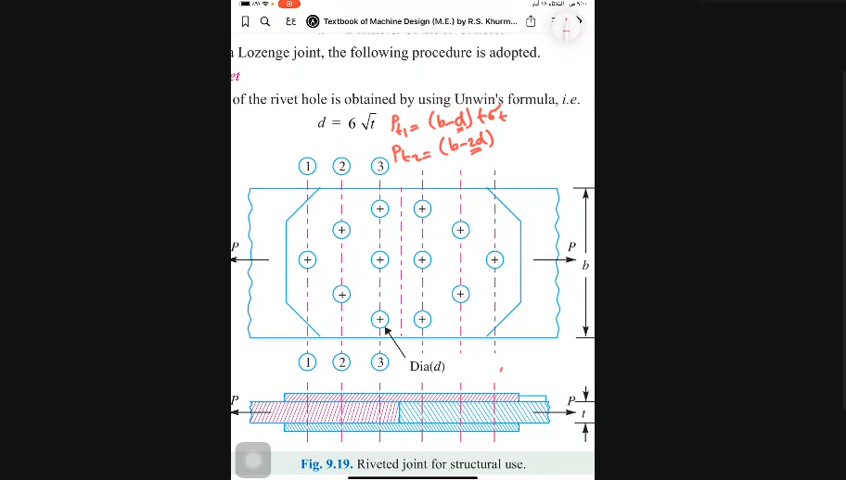 Textbook of Machine Design (M.E.) by R.S. Khurm...
a Lozenge joint, the following procedure is adopted.
et
of the rivet hole is obtained by using Unwin's formula, i.e.
d = 6 √t
Pt1 = (b-d) t σt
Pt2 = (b-2d)
1 2 3
P P
b
1 2 3
Dia(d)
P P
t
Fig. 9.19. Riveted joint for structural use.